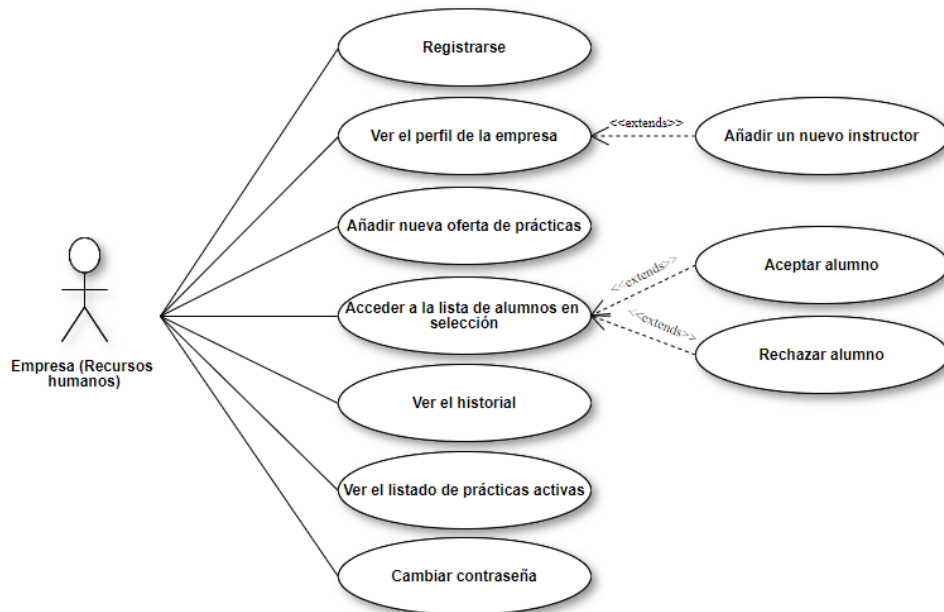 Registrarse
Ver el perfil de la empresa
<<extends>>
Añadir un nuevo instructor
Añadir nueva oferta de prácticas
Empresa (Recursos
humanos)
Acceder a la lista de alumnos en
selección
<<extends>>
Aceptar alumno
<<extends>>
Rechazar alumno
Ver el historial
Ver el listado de prácticas activas
Cambiar contraseña